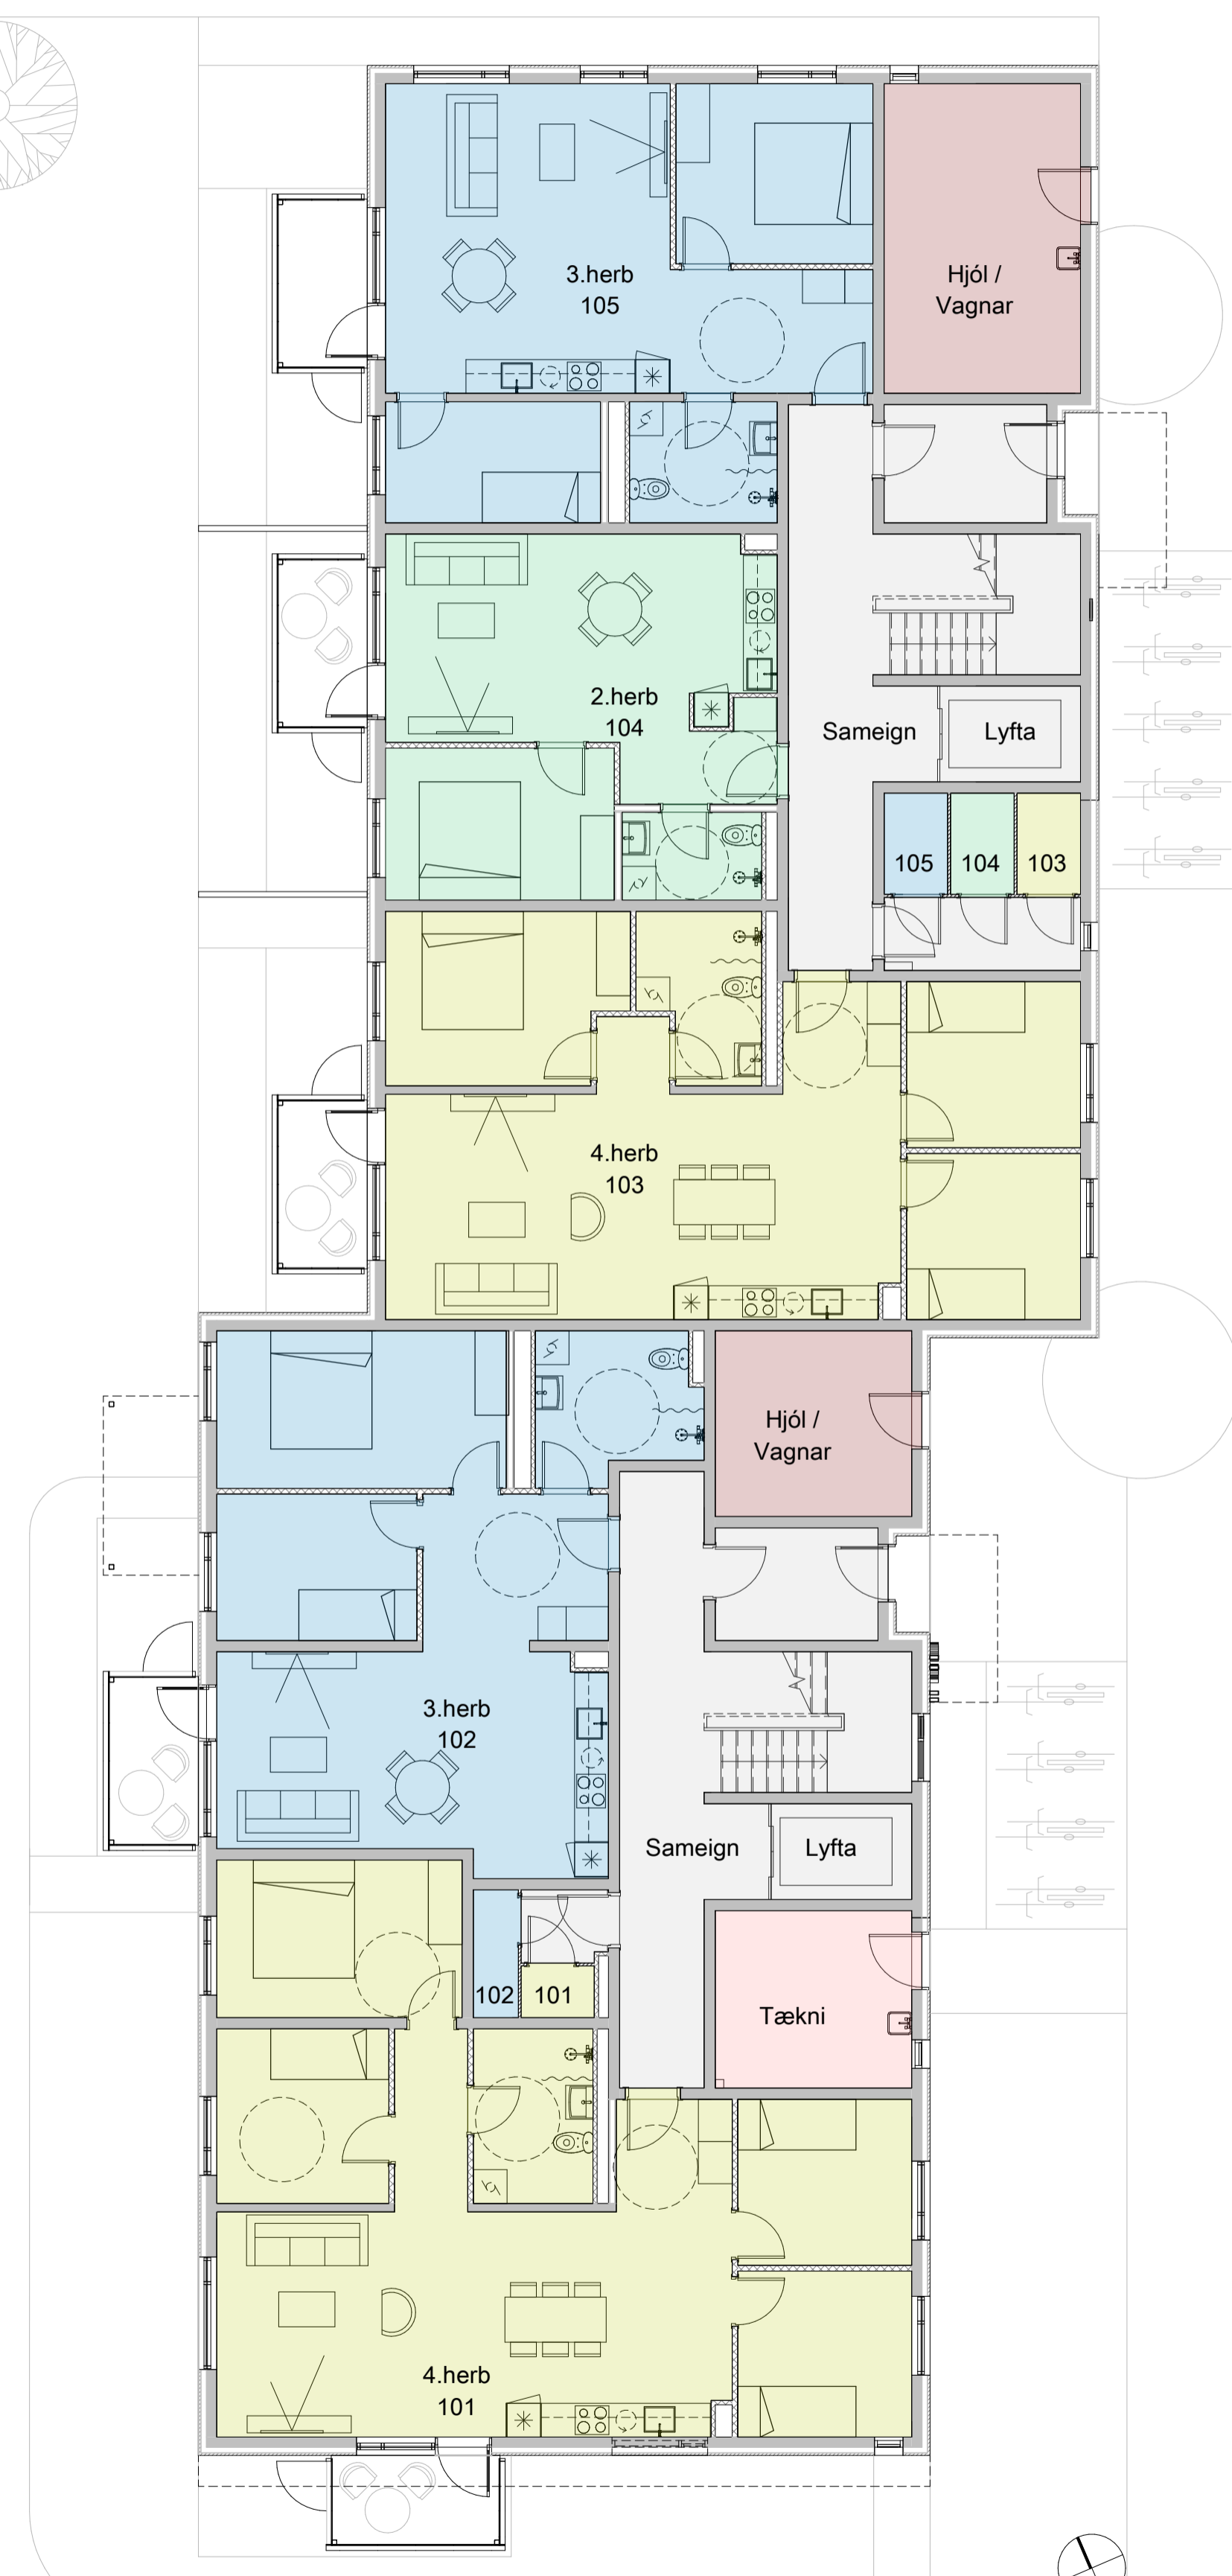 3.herb
105
Hjól /
Vagnar
2.herb
104
Sameign
Lyfta
105
104
103
4.herb
103
Hjól /
Vagnar
3.herb
102
Sameign
Lyfta
102
101
Tækni
4.herb
101